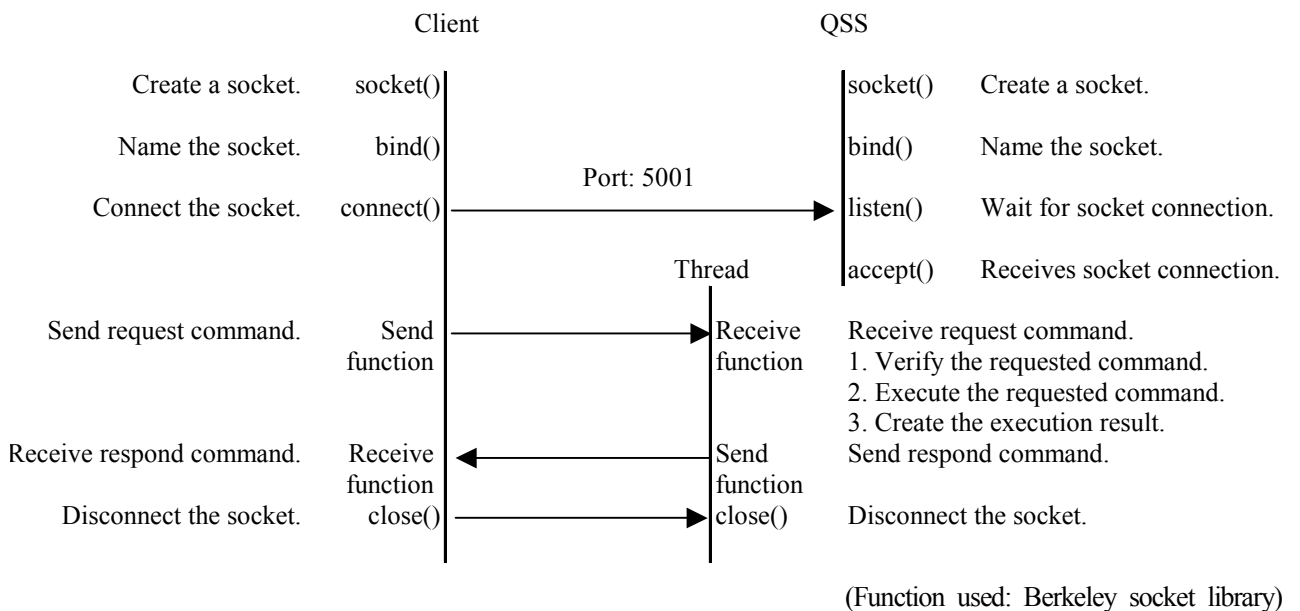 Client QSS
Create a socket. socket() socket() Create a socket.
Name the socket. bind() bind() Name the socket.
Port: 5001
Connect the socket. connect() listen() Wait for socket connection.
Thread accept() Receives socket connection.
Send request command. Send Receive Receive request command.
function function 1. Verify the requested command.
2. Execute the requested command.
3. Create the execution result.
Receive respond command. Receive Send Send respond command.
function function
Disconnect the socket. close() close() Disconnect the socket.
(Function used: Berkeley socket library)